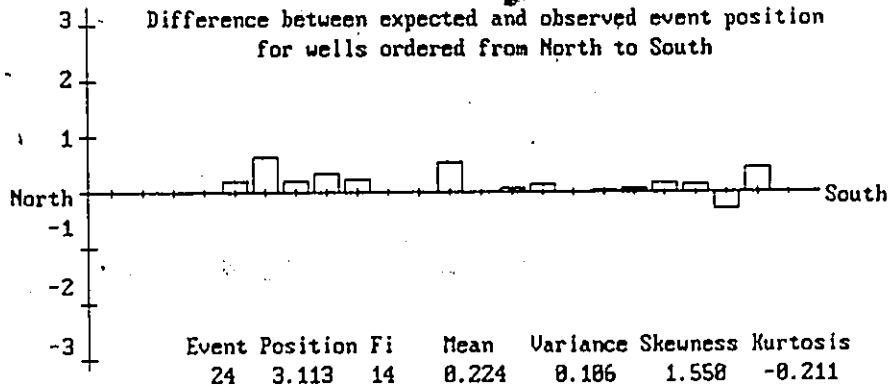 Difference between expected and observed event position
for wells ordered from North to South
3
2
1
North
South
-1
-2
-3
Event Position Fi Mean Variance Skewness Kurtosis
24 3.113 14 0.224 0.106 1.550 -0.211